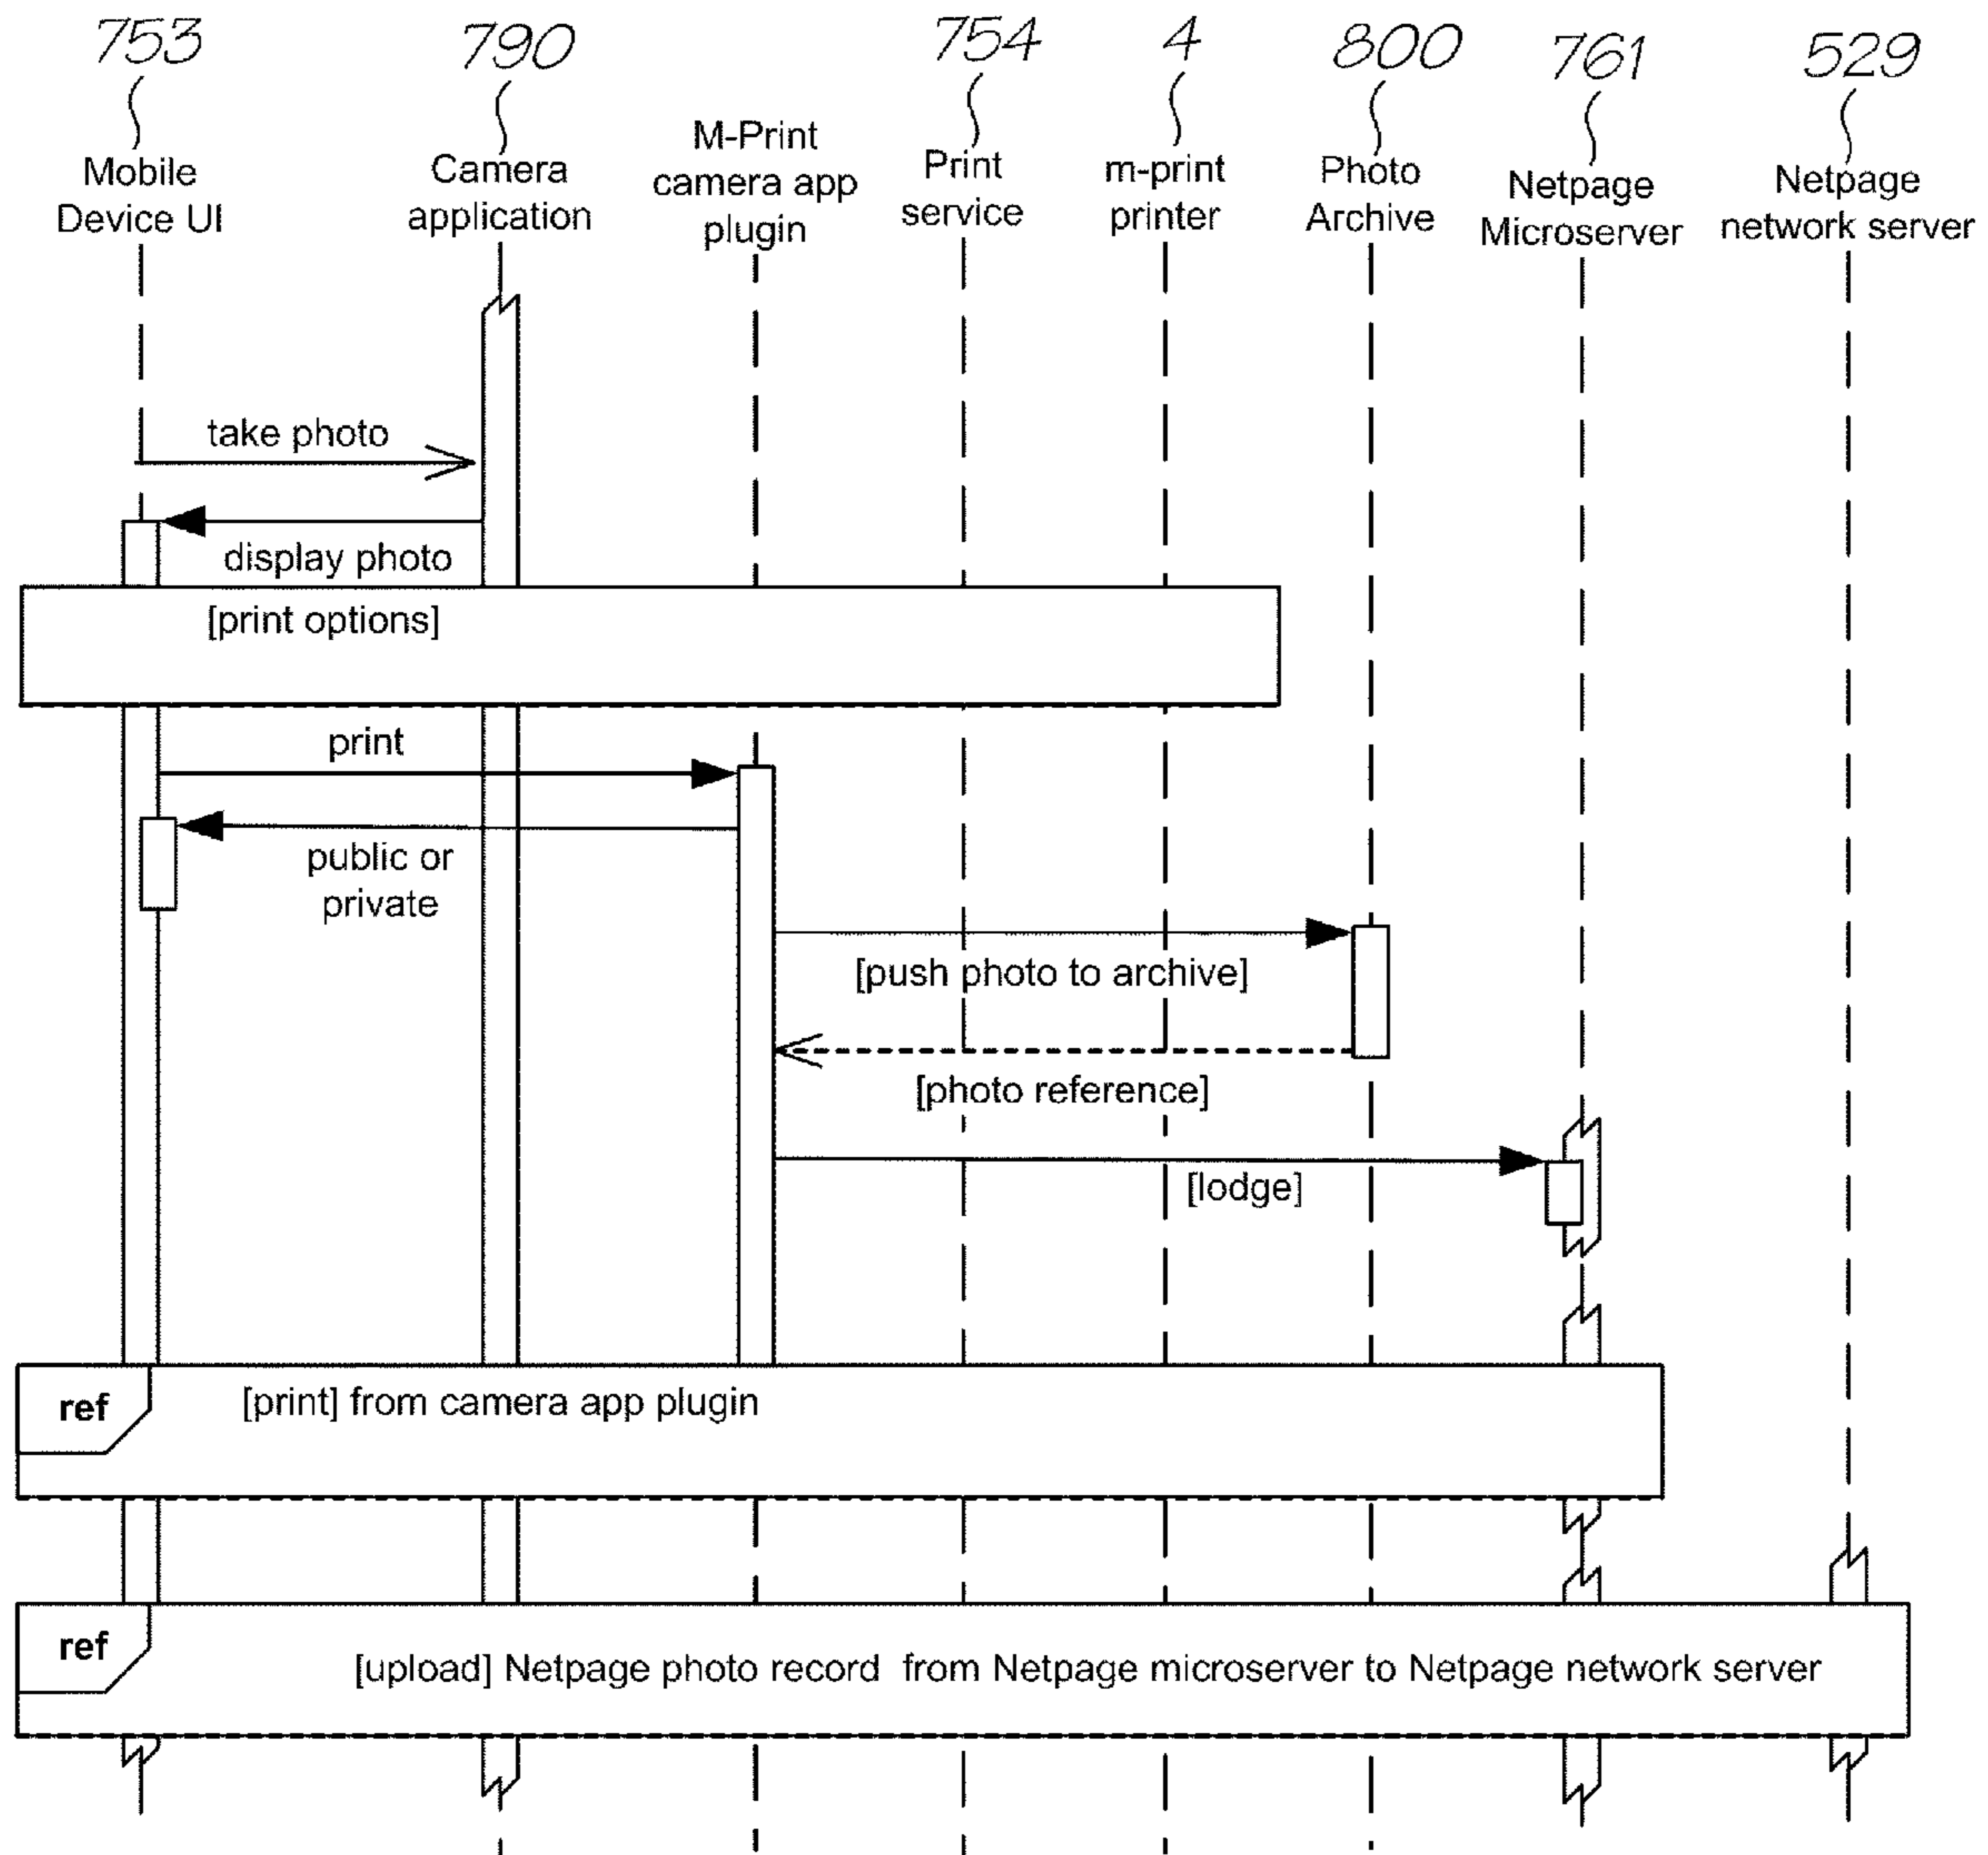 753
790
754
4
800
761
529
Mobile
Device UI
Camera
application
M-Print
camera app
plugin
Print
service
m-print
printer
Photo
Archive
Netpage
Microserver
Netpage
network server
take photo
display photo
[print options]
print
public or
private
[push photo to archive]
[photo reference]
[lodge]
ref
[print] from camera app plugin
ref
[upload] Netpage photo record from Netpage microserver to Netpage network server